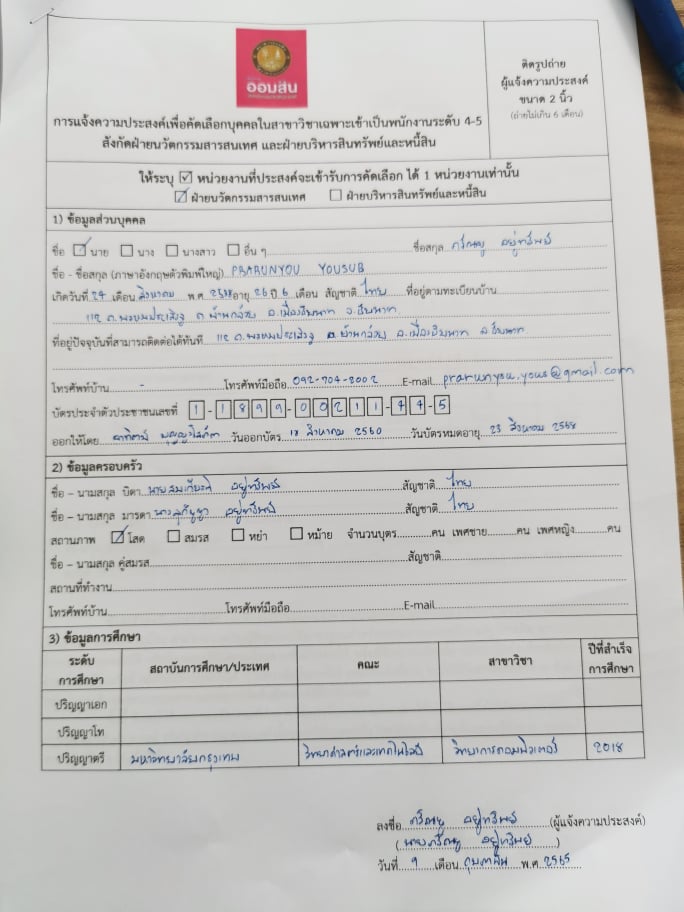 ออมสิน
ติดรูปถ่าย
ผู้แจ้งความประสงค์
ขนาด 2 นิ้ว
(ถ่ายไม่เกิน 6 เดือน)
การแจ้งความประสงค์เพื่อคัดเลือกบุคคลในสาขาวิชาเฉพาะเข้าเป็นพนักงานระดับ 4-5
สังกัดฝ่ายนวัตกรรมสารสนเทศ และฝ่ายบริหารสินทรัพย์และหนี้สิน
ให้ระบุ ☑ หน่วยงานที่ประสงค์จะเข้ารับการคัดเลือก ได้ 1 หน่วยงานเท่านั้น
☑ ฝ่ายนวัตกรรมสารสนเทศ ☐ ฝ่ายบริหารสินทรัพย์และหนี้สิน
1) ข้อมูลส่วนบุคคล
ชื่อ ☑ นาย ☐ นาง ☐ นางสาว ☐ อื่น ๆ ชื่อสกุล อยู่ทรัพย์
ชื่อ - ชื่อสกุล (ภาษาอังกฤษตัวพิมพ์ใหญ่) PRARUNYOU YOUSUB
เกิดวันที่ 24 เดือน สิงหาคม พ.ศ. 2538 อายุ 26 ปี 6 เดือน สัญชาติ ไทย ที่อยู่ตามทะเบียนบ้าน
112 ถ.พรหมประเสริฐ ต.บ้านกล้วย อ.เมืองชัยนาท จ.ชัยนาท
ที่อยู่ปัจจุบันที่สามารถติดต่อได้ทันที 112 ถ.พรหมประเสริฐ ต.บ้านกล้วย อ.เมืองชัยนาท จ.ชัยนาท
โทรศัพท์บ้าน - โทรศัพท์มือถือ 092-704-8002 E-mail prarunyou.yous@gmail.com
บัตรประจำตัวประชาชนเลขที่ 1-1899-00211-44-5
ออกให้โดย วันออกบัตร 18 สิงหาคม 2560 วันบัตรหมดอายุ 23 สิงหาคม 2568
2) ข้อมูลครอบครัว
ชื่อ – นามสกุล บิดา นายสมเกียรติ อยู่ทรัพย์ สัญชาติ ไทย
ชื่อ – นามสกุล มารดา อยู่ทรัพย์ สัญชาติ ไทย
สถานภาพ ☑ โสด ☐ สมรส ☐ หย่า ☐ หม้าย จำนวนบุตร คน เพศชาย คน เพศหญิง คน
ชื่อ – นามสกุล คู่สมรส สัญชาติ
สถานที่ทำงาน
โทรศัพท์บ้าน โทรศัพท์มือถือ E-mail
3) ข้อมูลการศึกษา
ระดับการศึกษา สถาบันการศึกษา/ประเทศ คณะ สาขาวิชา ปีที่สำเร็จการศึกษา
ปริญญาเอก
ปริญญาโท
ปริญญาตรี มหาวิทยาลัยกรุงเทพ วิทยาศาสตร์และเทคโนโลยี วิทยาการคอมพิวเตอร์ 2018
ลงชื่อ อยู่ทรัพย์ (ผู้แจ้งความประสงค์)
( อยู่ทรัพย์ )
วันที่ 9 เดือน กุมภาพันธ์ พ.ศ. 2565